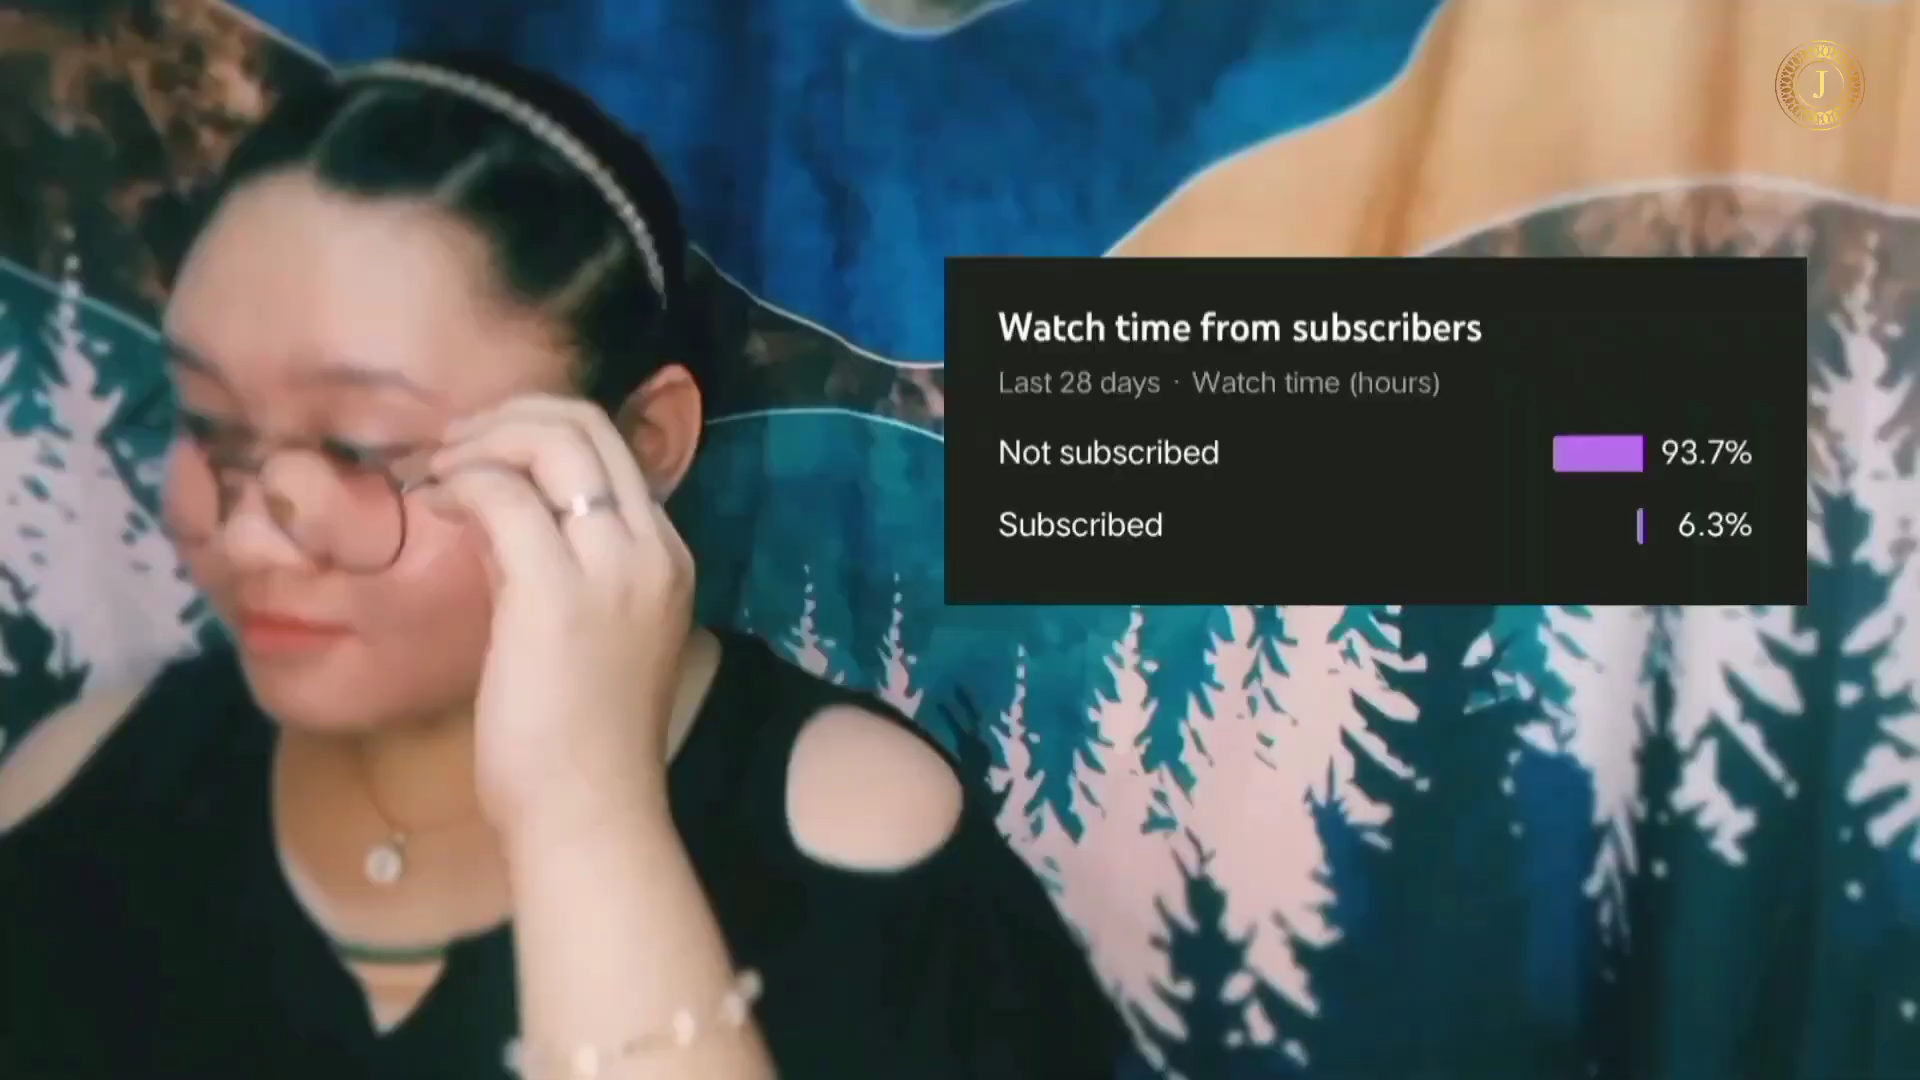 J
Watch time from subscribers
Last 28 days · Watch time (hours)
Not subscribed 93.7%
Subscribed 6.3%